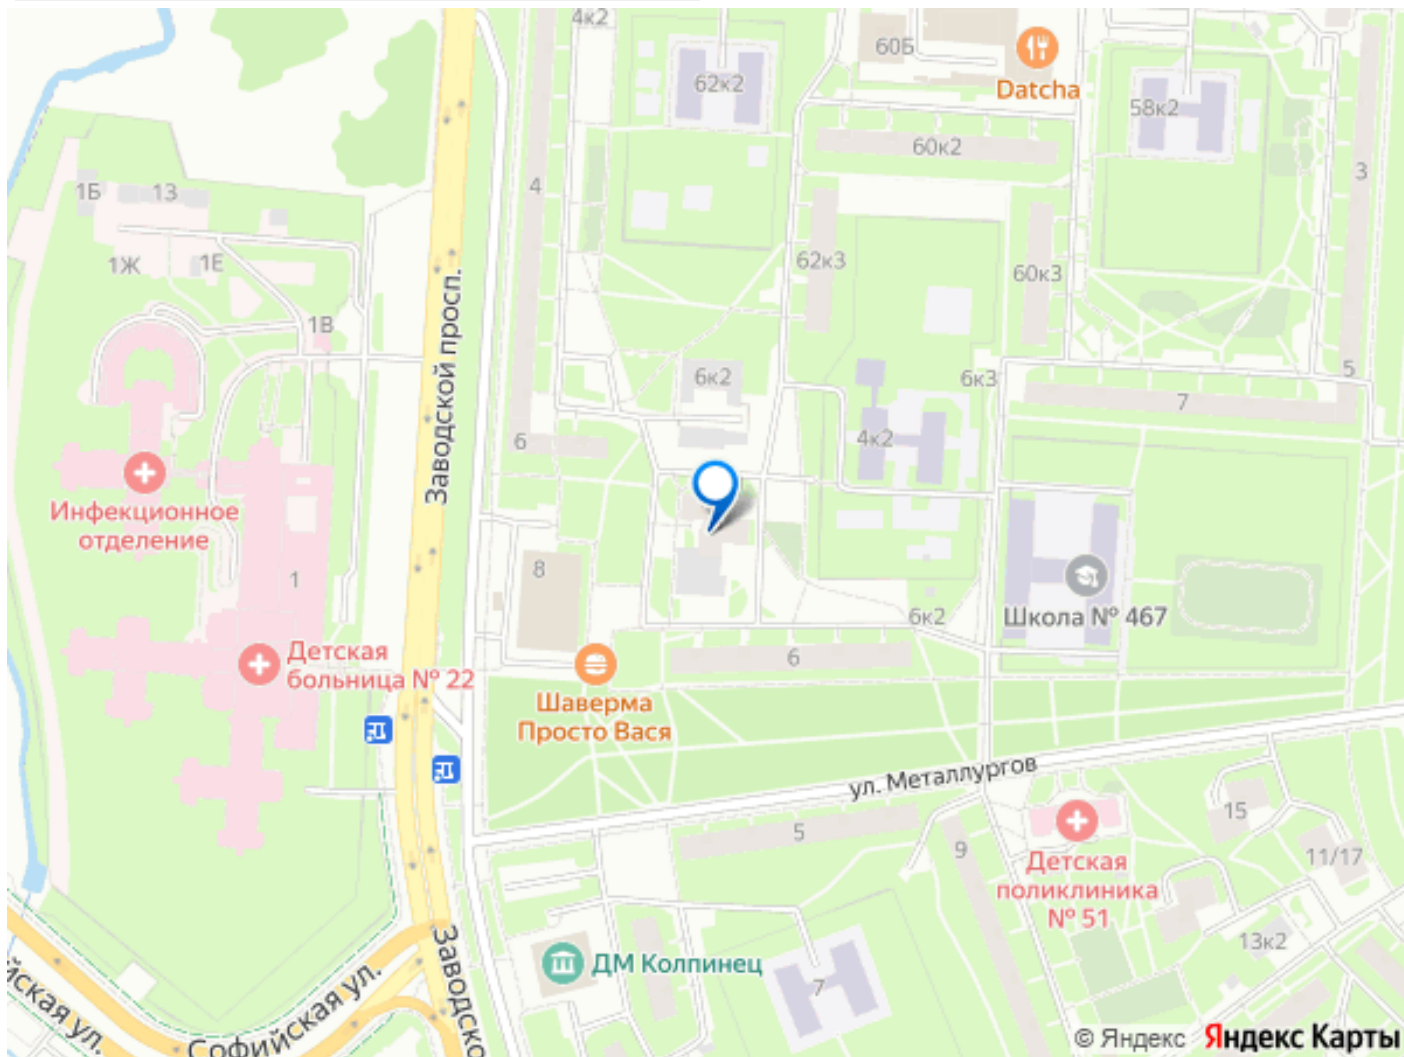 4к2
60Б
62к2
Datcha
58к2
60к2
3
4
1Б
13
62к3
60к3
1Ж
1Е
1В
Заводской просп.
6к2
6к3
5
7
6
4к2
Инфекционное
отделение
8
1
Школа № 467
6к2
Детская
больница № 22
6
Шаверма
Просто Вася
ул. Металлургов
5
9
15
11/17
Детская
поликлиника
№ 51
13к2
ДМ Колпинец
7
Заводско
йская ул.
Софийская ул.
© Яндекс Яндекс Карты